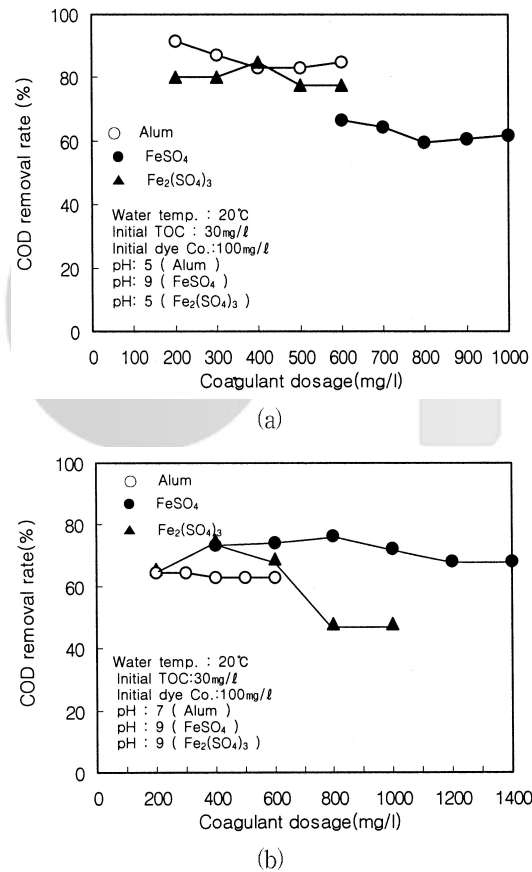 100
80
60
40
20
0
COD removal rate (%)
Alum
FeSO₄
Fe₂(SO₄)₃
Water temp. : 20℃
Initial TOC : 30㎎/ℓ
Initial dye Co.:100㎎/ℓ
pH: 5 ( Alum )
pH: 9 ( FeSO₄ )
pH: 5 ( Fe₂(SO₄)₃ )
0 100 200 300 400 500 600 700 800 900 1000
Coagulant dosage(mg/l)
(a)
100
80
60
40
20
0
COD removal rate(%)
Alum
FeSO₄
Fe₂(SO₄)₃
Water temp. : 20℃
Initial TOC:30㎎/ℓ
Initial dye Co.:100㎎/ℓ
pH : 7 ( Alum )
pH : 9 ( FeSO₄ )
pH : 9 ( Fe₂(SO₄)₃ )
0 200 400 600 800 1000 1200 1400
Coagulant dosage(mg/l)
(b)